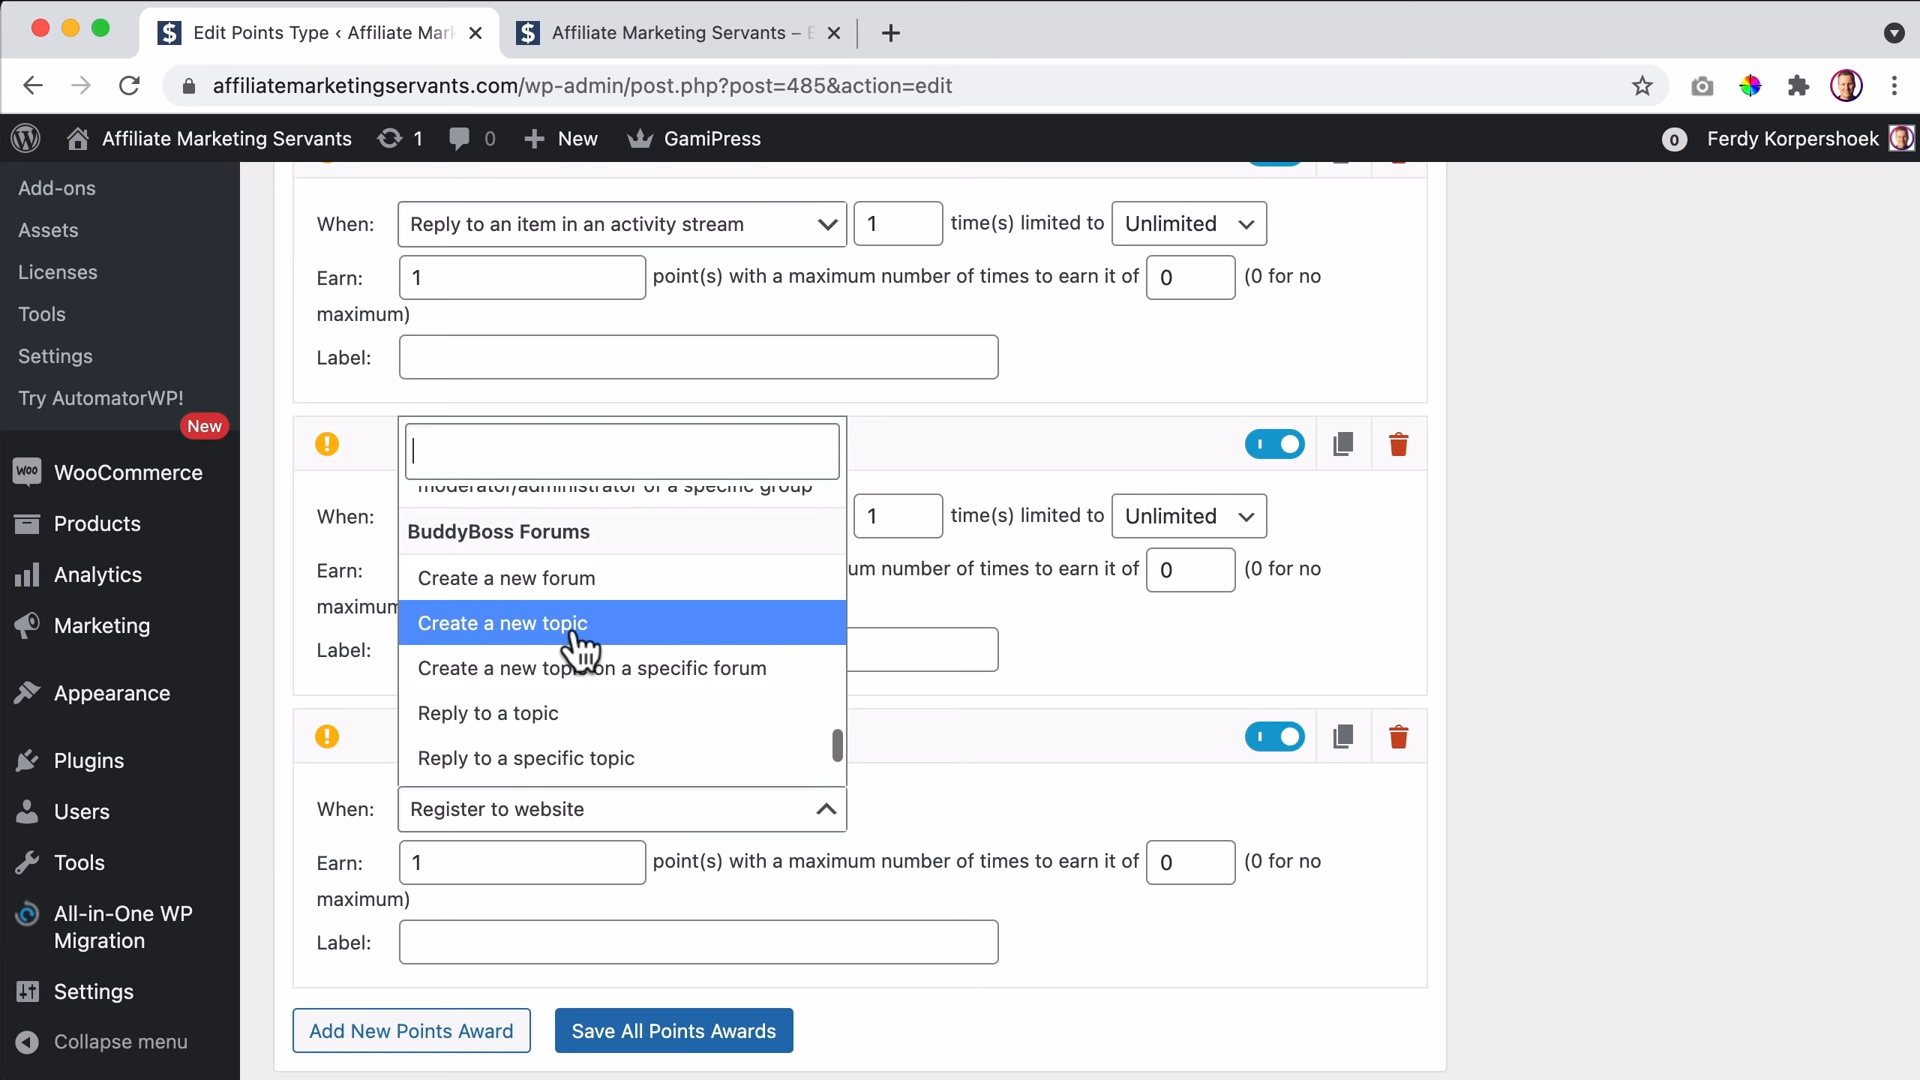 Edit Points Type ‹ Affiliate Mark
Affiliate Marketing Servants –
affiliatemarketingservants.com/wp-admin/post.php?post=485&action=edit
Affiliate Marketing Servants 1 0 New GamiPress 0 Ferdy Korpershoek
Add-ons
Assets
Licenses
Tools
Settings
Try AutomatorWP!
New
WOO WooCommerce
Products
Analytics
Marketing
Appearance
Plugins
Users
Tools
All-in-One WP
Migration
Settings
Collapse menu
When: Reply to an item in an activity stream 1 time(s) limited to Unlimited
Earn: 1 point(s) with a maximum number of times to earn it of 0 (0 for no
maximum)
Label:
moderator/administrator of a specific group
BuddyBoss Forums
Create a new forum
Create a new topic
Create a new topic on a specific forum
Reply to a topic
Reply to a specific topic
When: 1 time(s) limited to Unlimited
Earn: um number of times to earn it of 0 (0 for no
maximum
Label:
When: Register to website
Earn: 1 point(s) with a maximum number of times to earn it of 0 (0 for no
maximum)
Label:
Add New Points Award Save All Points Awards